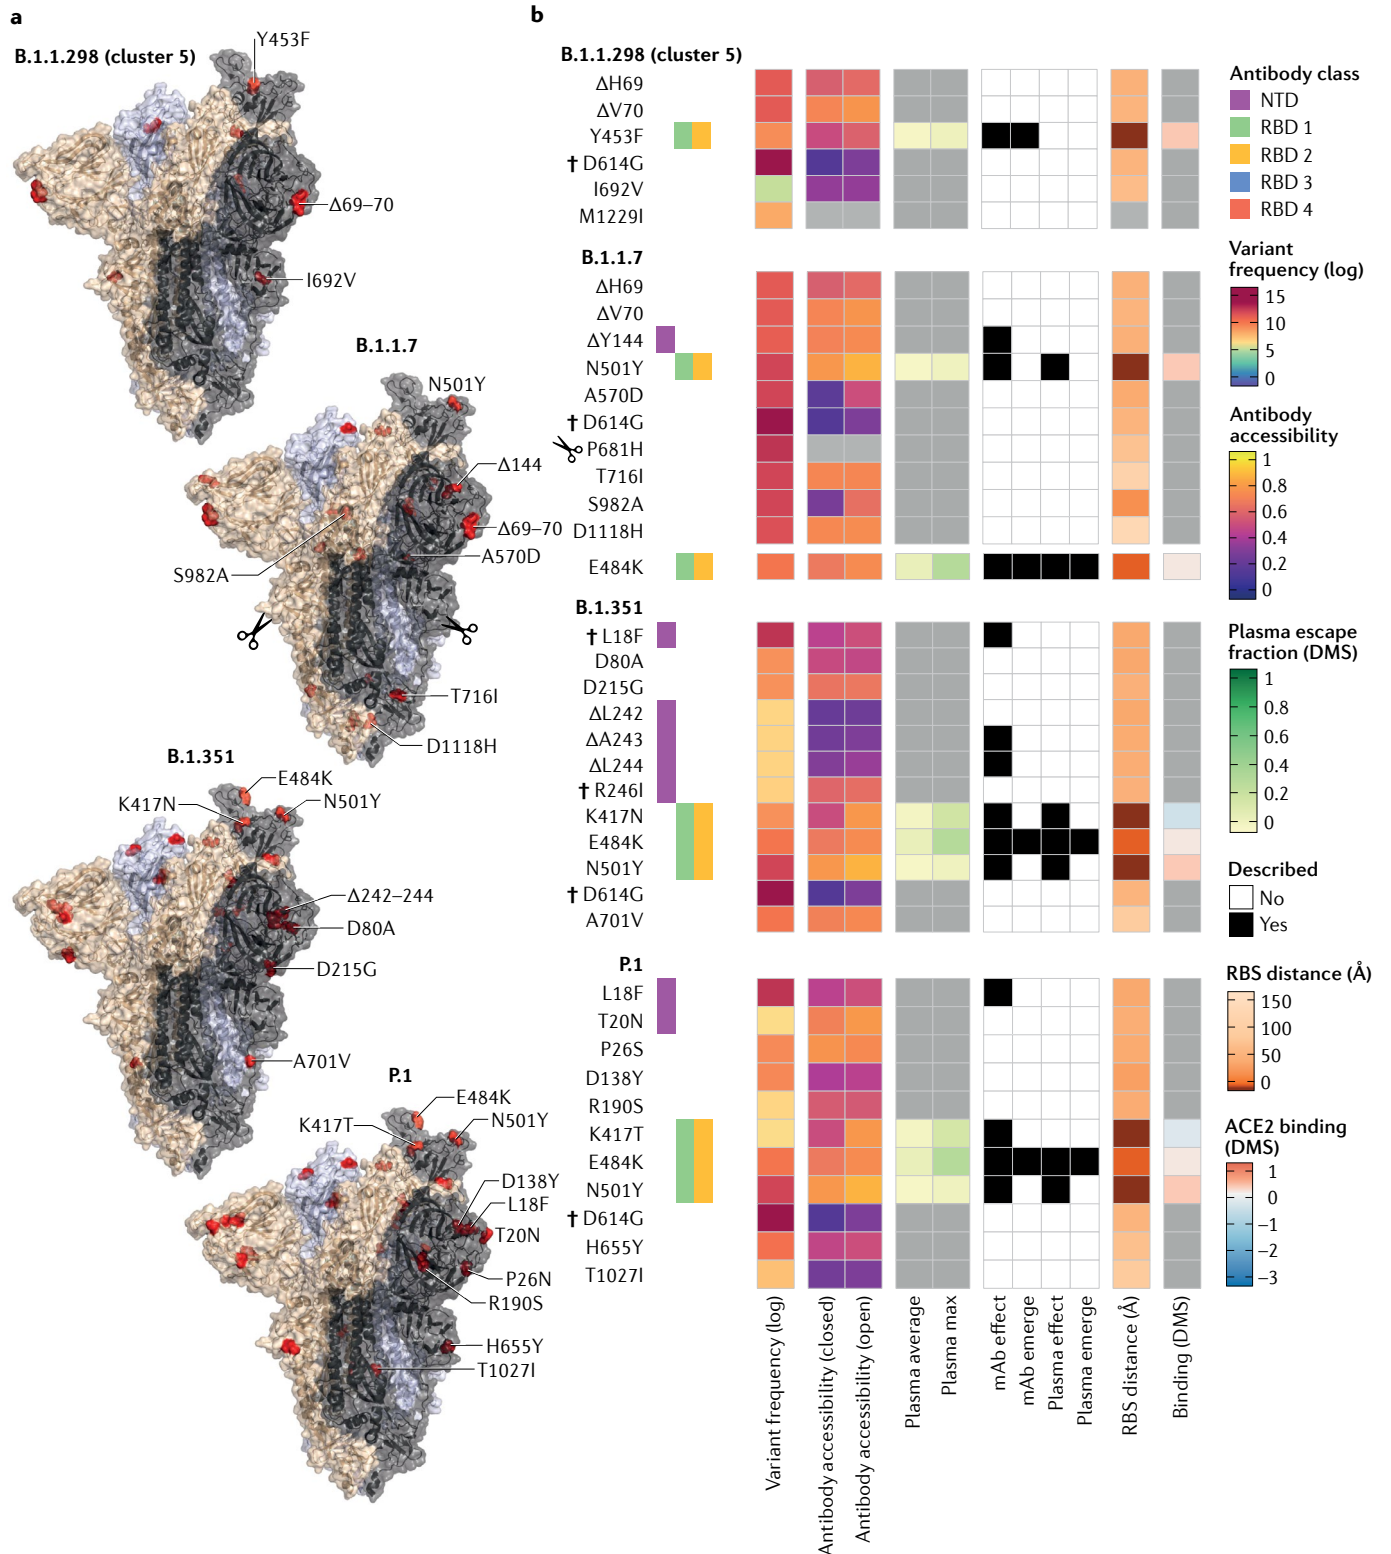 a
B.1.1.298 (cluster 5)
Y453F
Δ69–70
I692V
B.1.1.7
N501Y
Δ144
Δ69–70
A570D
S982A
T716I
D1118H
B.1.351
E484K
K417N
N501Y
Δ242–244
D80A
D215G
A701V
P.1
E484K
K417T
N501Y
D138Y
L18F
T20N
P26N
R190S
H655Y
T1027I
b
B.1.1.298 (cluster 5)
ΔH69
ΔV70
Y453F
† D614G
I692V
M1229I
B.1.1.7
ΔH69
ΔV70
ΔY144
N501Y
A570D
† D614G
P681H
T716I
S982A
D1118H
E484K
B.1.351
† L18F
D80A
D215G
ΔL242
ΔA243
ΔL244
† R246I
K417N
E484K
N501Y
† D614G
A701V
P.1
L18F
T20N
P26S
D138Y
R190S
K417T
E484K
N501Y
† D614G
H655Y
T1027I
Variant frequency (log)
Antibody accessibility (closed)
Antibody accessibility (open)
Plasma average
Plasma max
mAb effect
mAb emerge
Plasma effect
Plasma emerge
RBS distance (Å)
Binding (DMS)
Antibody class
NTD
RBD 1
RBD 2
RBD 3
RBD 4
Variant
frequency (log)
15
10
5
0
Antibody
accessibility
1
0.8
0.6
0.4
0.2
0
Plasma escape
fraction (DMS)
1
0.8
0.6
0.4
0.2
0
Described
No
Yes
RBS distance (Å)
150
100
50
0
ACE2 binding
(DMS)
1
0
−1
−2
−3